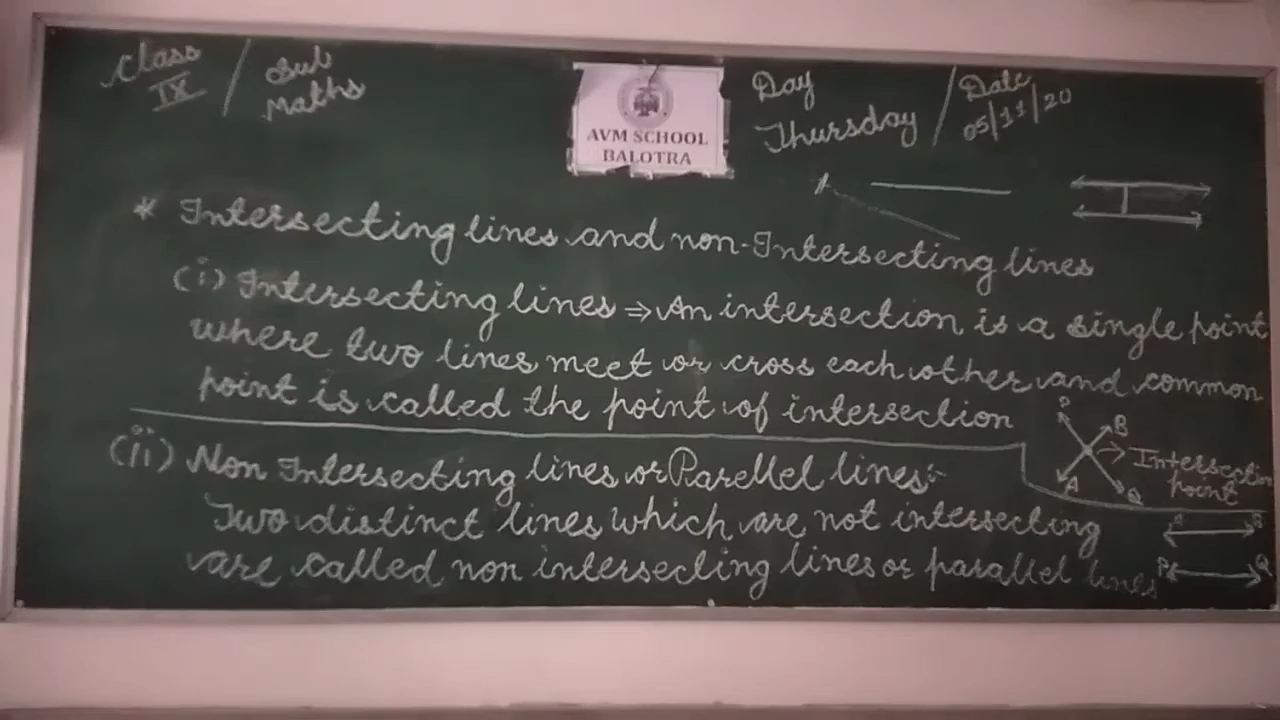 Class
IX / Sub
Maths
AVM SCHOOL
BALOTRA
Day
Thursday / Date
05/11/20
* Intersecting lines and non-Intersecting lines
(i) Intersecting lines ⇒ An intersection is a single point
where two lines meet or cross each other and common
point is called the point of intersection
P
B
A
Q
Intersection
point
(ii) Non Intersecting lines or Parellel lines:-
Two distinct lines which are not intersecting
are called non intersecting lines or parallel lines
A B
P Q